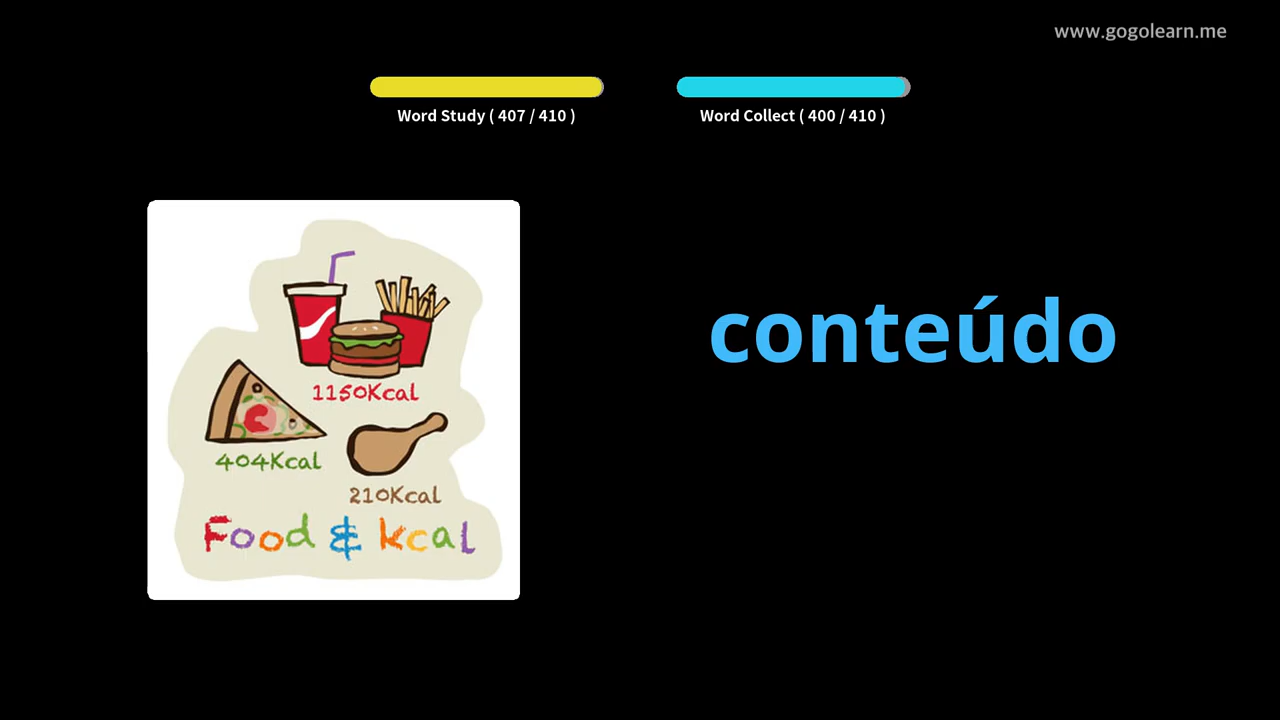 www.gogolearn.me
Word Study ( 407 / 410 )
Word Collect ( 400 / 410 )
1150Kcal
404Kcal
210Kcal
Food & kcal
conteúdo